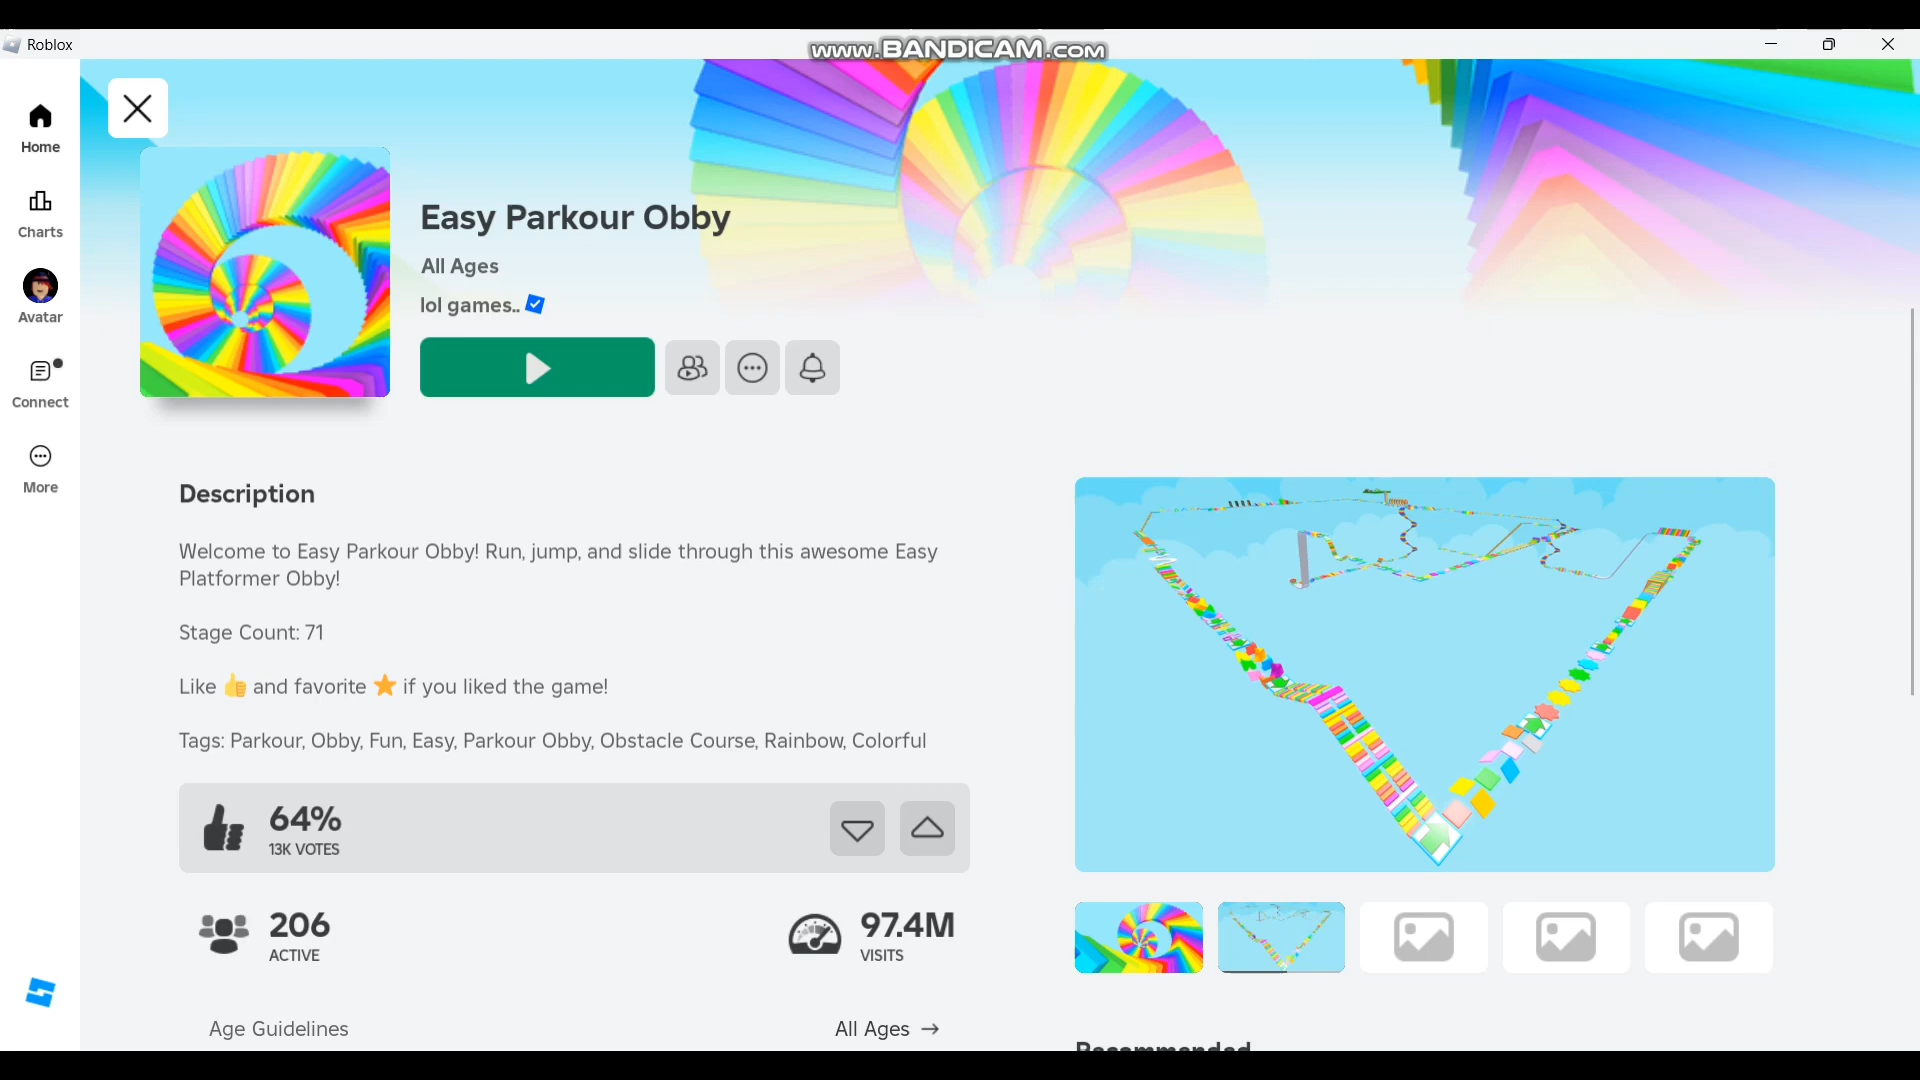 Roblox
www.BANDICAM.com
Home
Charts
Avatar
Connect
More
Easy Parkour Obby
All Ages
lol games..
Description
Welcome to Easy Parkour Obby! Run, jump, and slide through this awesome Easy
Platformer Obby!
Stage Count: 71
Like 👍 and favorite ⭐ if you liked the game!
Tags: Parkour, Obby, Fun, Easy, Parkour Obby, Obstacle Course, Rainbow, Colorful
64%
13K VOTES
206
ACTIVE
97.4M
VISITS
Age Guidelines
All Ages →
Recommended